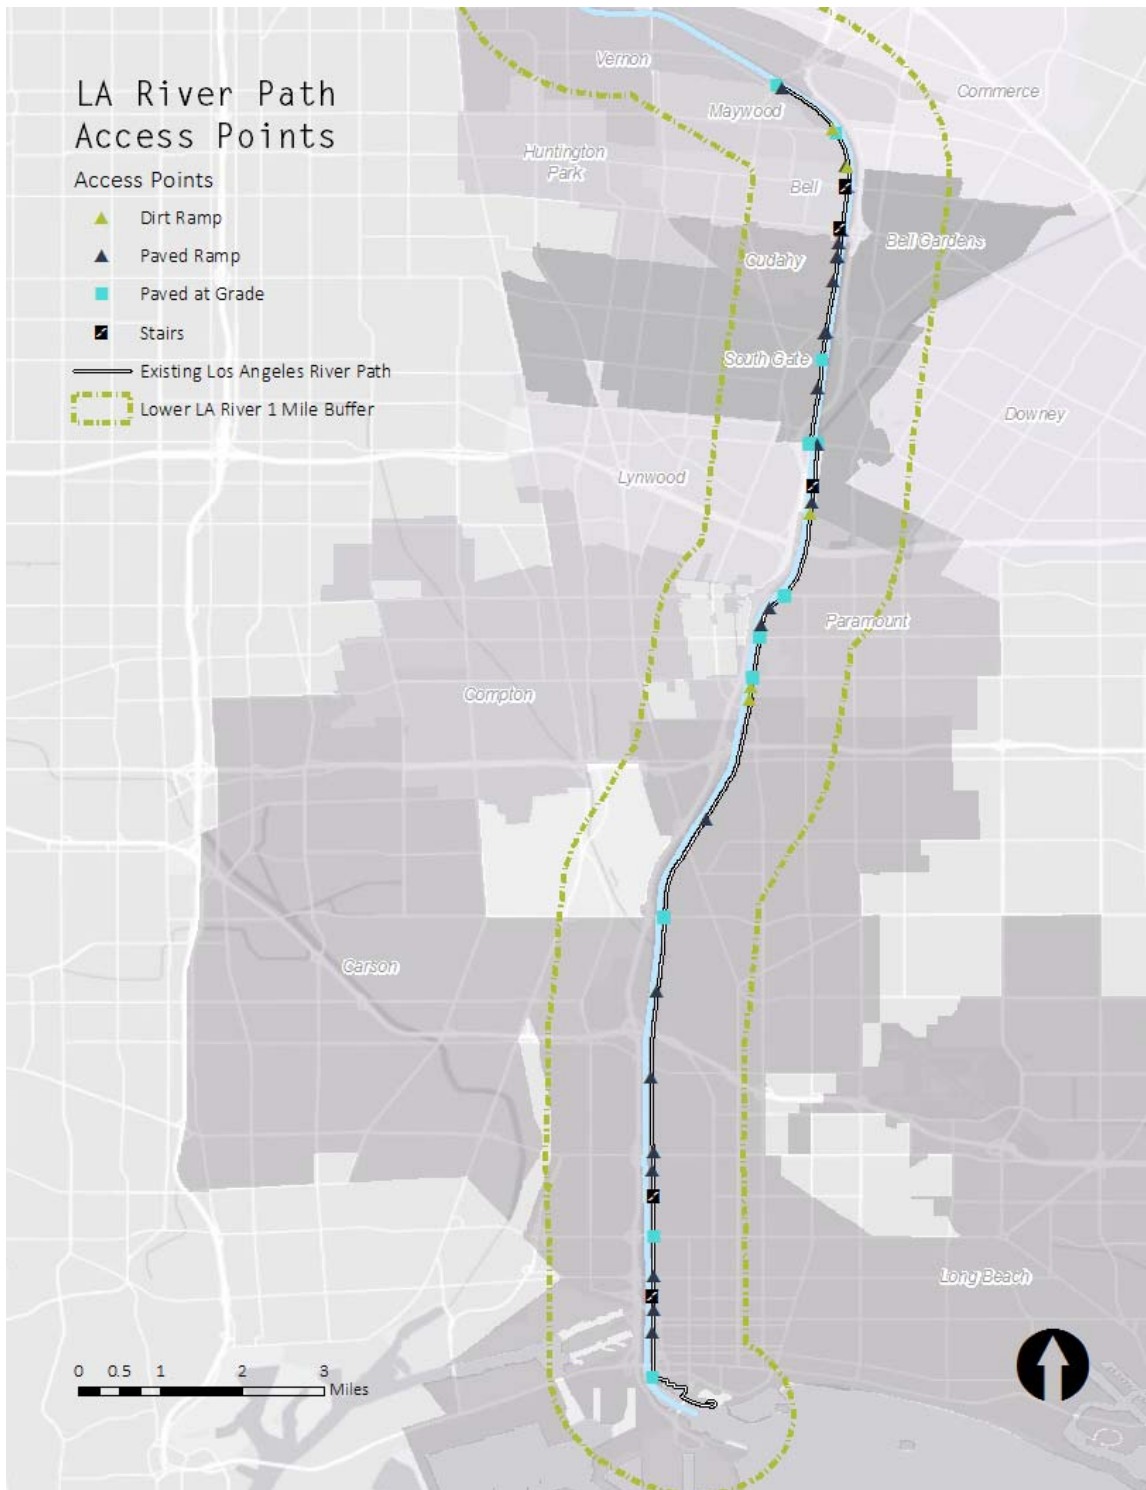 LA River Path
Access Points
Access Points
Dirt Ramp
Paved Ramp
Paved at Grade
Stairs
Existing Los Angeles River Path
Lower LA River 1 Mile Buffer
Vernon
Commerce
Maywood
Huntington
Park
Bell
Bell Gardens
Cudahy
South Gate
Downey
Lynwood
Paramount
Compton
Carson
Long Beach
0 0.5 1 2 3
Miles